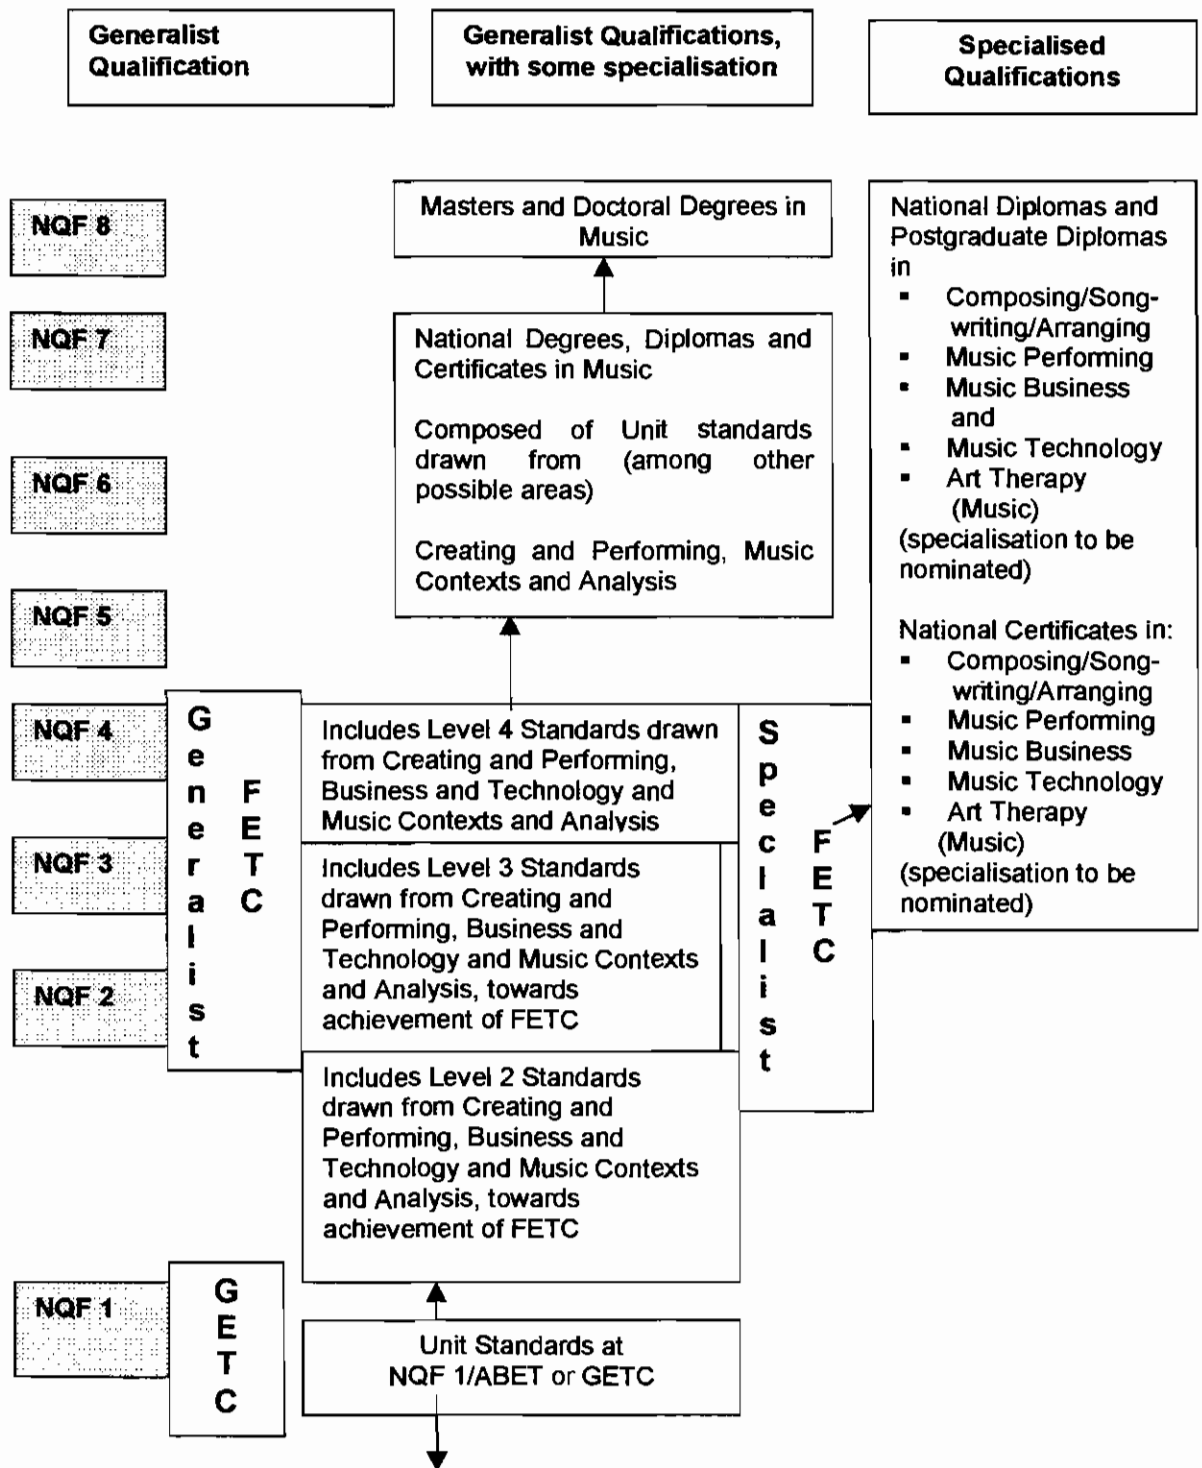 Generalist
Qualification
Generalist Qualifications,
with some specialisation
Specialised
Qualifications
NQF 8
NQF 7
NQF 6
NQF 5
NQF 4
NQF 3
NQF 2
NQF 1
Masters and Doctoral Degrees in
Music
National Degrees, Diplomas and
Certificates in Music
Composed of Unit standards
drawn from (among other
possible areas)
Creating and Performing, Music
Contexts and Analysis
National Diplomas and
Postgraduate Diplomas
in
▪ Composing/Song-
writing/Arranging
▪ Music Performing
▪ Music Business
and
▪ Music Technology
▪ Art Therapy
(Music)
(specialisation to be
nominated)
National Certificates in:
▪ Composing/Song-
writing/Arranging
▪ Music Performing
▪ Music Business
▪ Music Technology
▪ Art Therapy
(Music)
(specialisation to be
nominated)
Generalist
FETC
Includes Level 4 Standards drawn
from Creating and Performing,
Business and Technology and
Music Contexts and Analysis
Includes Level 3 Standards
drawn from Creating and
Performing, Business and
Technology and Music Contexts
and Analysis, towards
achievement of FETC
Includes Level 2 Standards
drawn from Creating and
Performing, Business and
Technology and Music Contexts
and Analysis, towards
achievement of FETC
Specialist
FETC
GETC
Unit Standards at
NQF 1/ABET or GETC